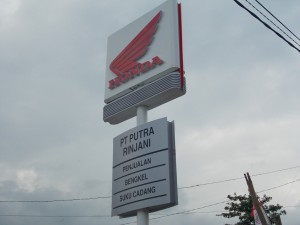 HONDA
PT PUTRA
RINJANI
PENJUALAN
BENGKEL
SUKU CADANG